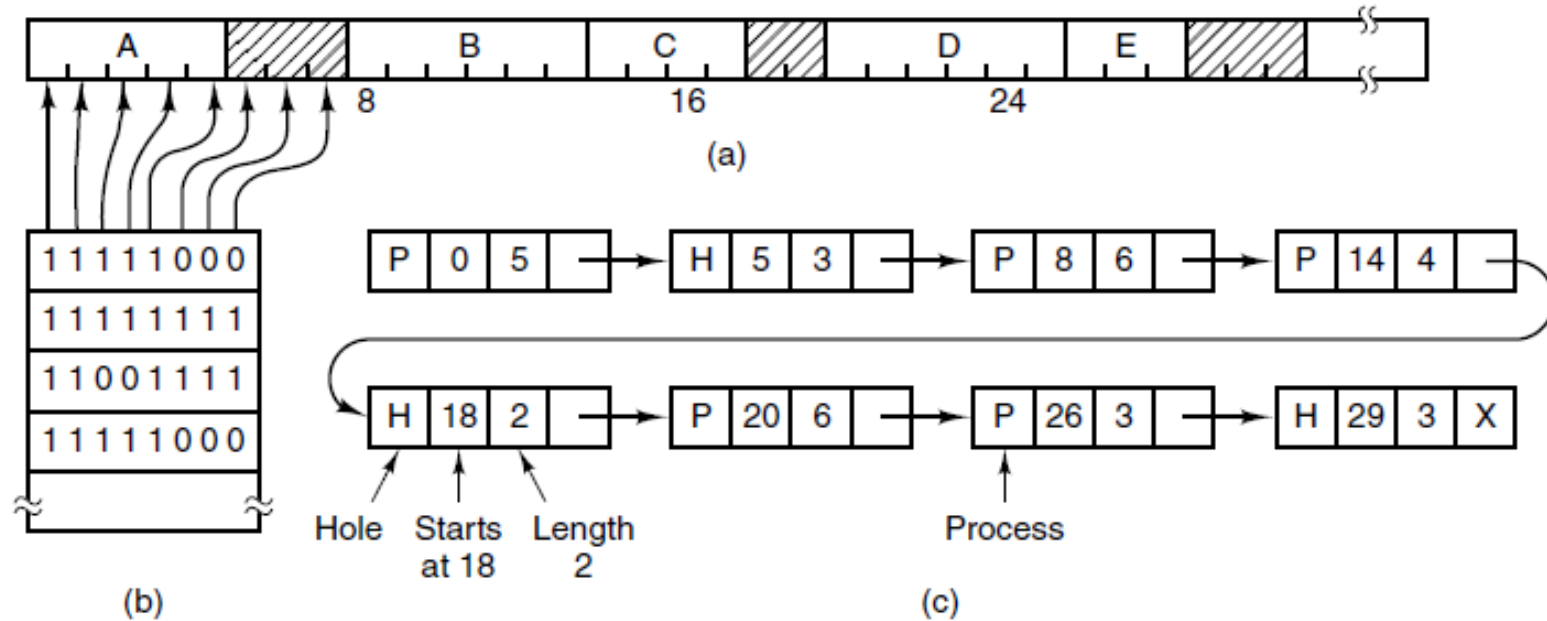 A B C D E
8 16 24
(a)
1 1 1 1 1 0 0 0
1 1 1 1 1 1 1 1
1 1 0 0 1 1 1 1
1 1 1 1 1 0 0 0
(b)
P 0 5
H 5 3
P 8 6
P 14 4
H 18 2
P 20 6
P 26 3
H 29 3 X
Hole
Starts
at 18
Length
2
Process
(c)